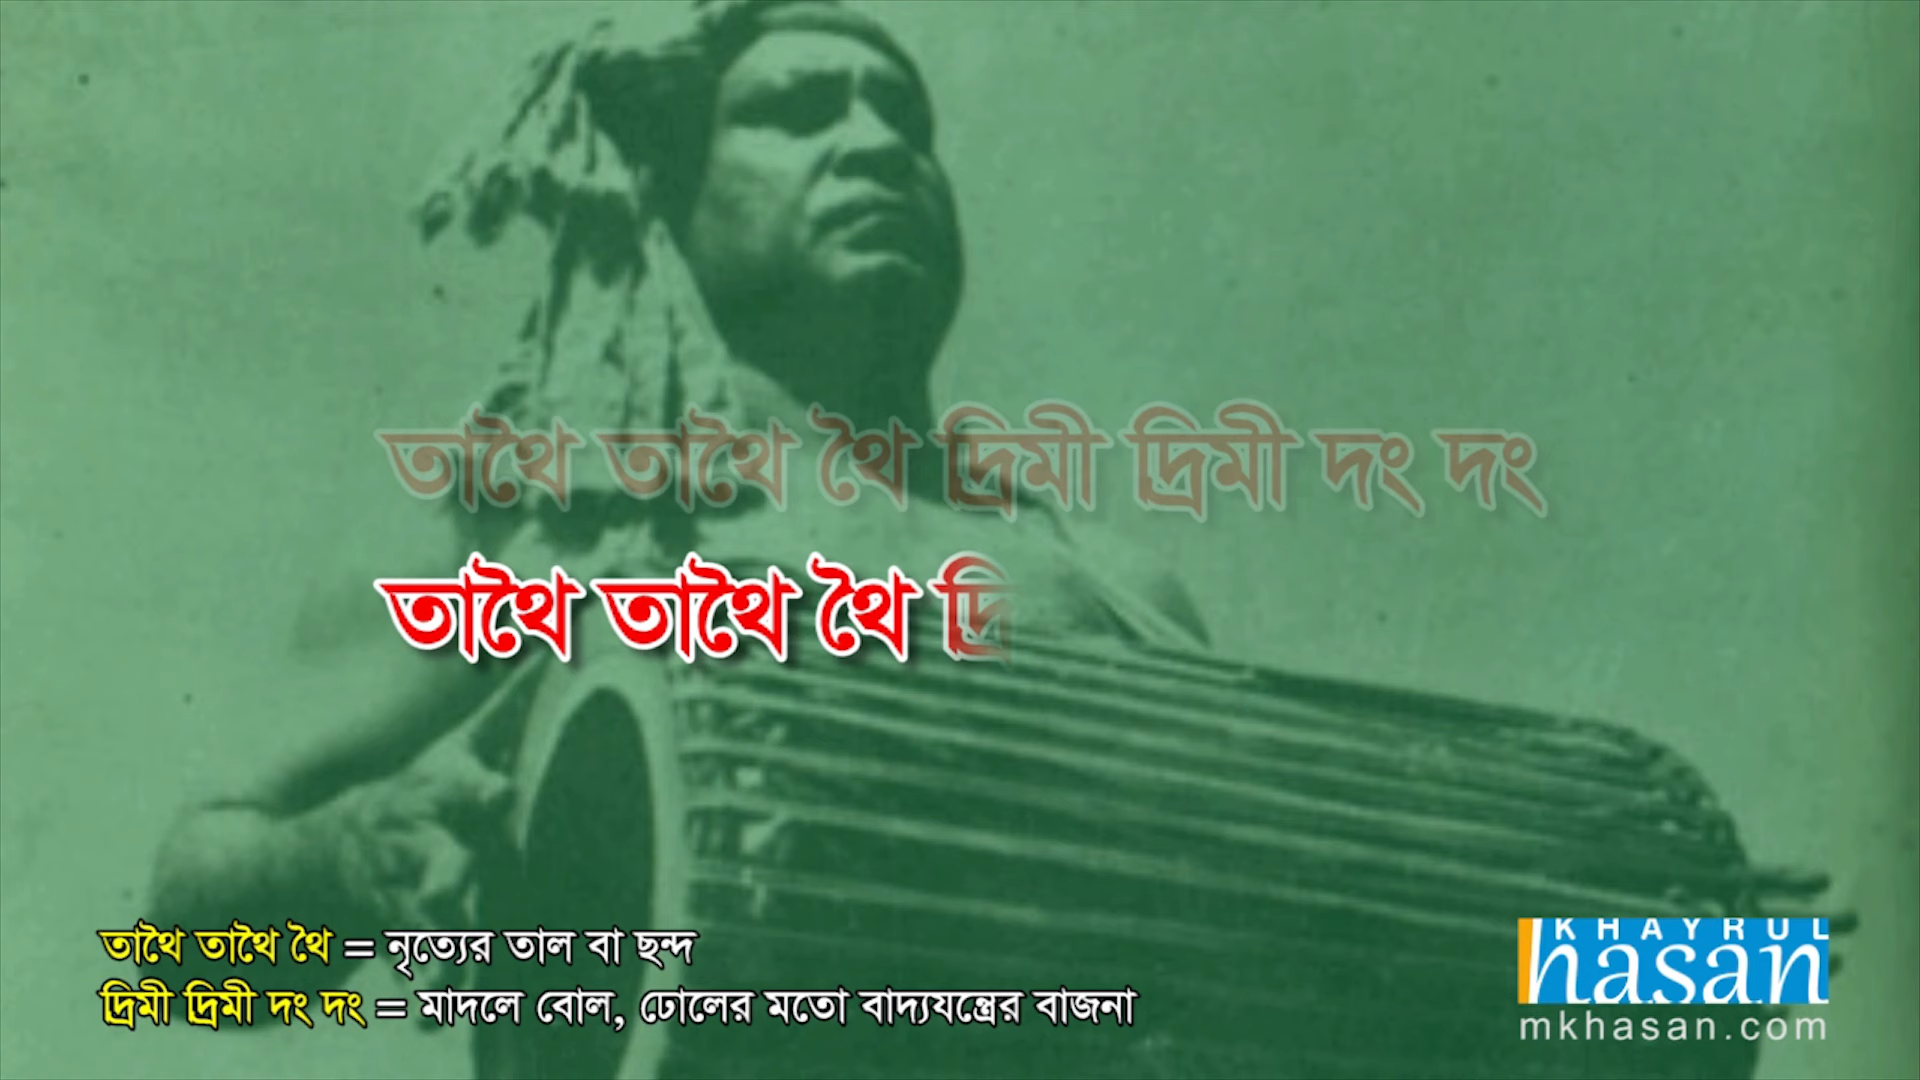 তাথৈ তাথৈ থৈ দ্রিমী দ্রিমী দং দং
তাথৈ তাথৈ থৈ দ্রি
তাথৈ তাথৈ থৈ = নৃত্যের তাল বা ছন্দ
দ্রিমী দ্রিমী দং দং = মাদলে বোল, ঢোলের মতো বাদ্যযন্ত্রের বাজনা
KHAYRUL
hasan
mkhasan.com